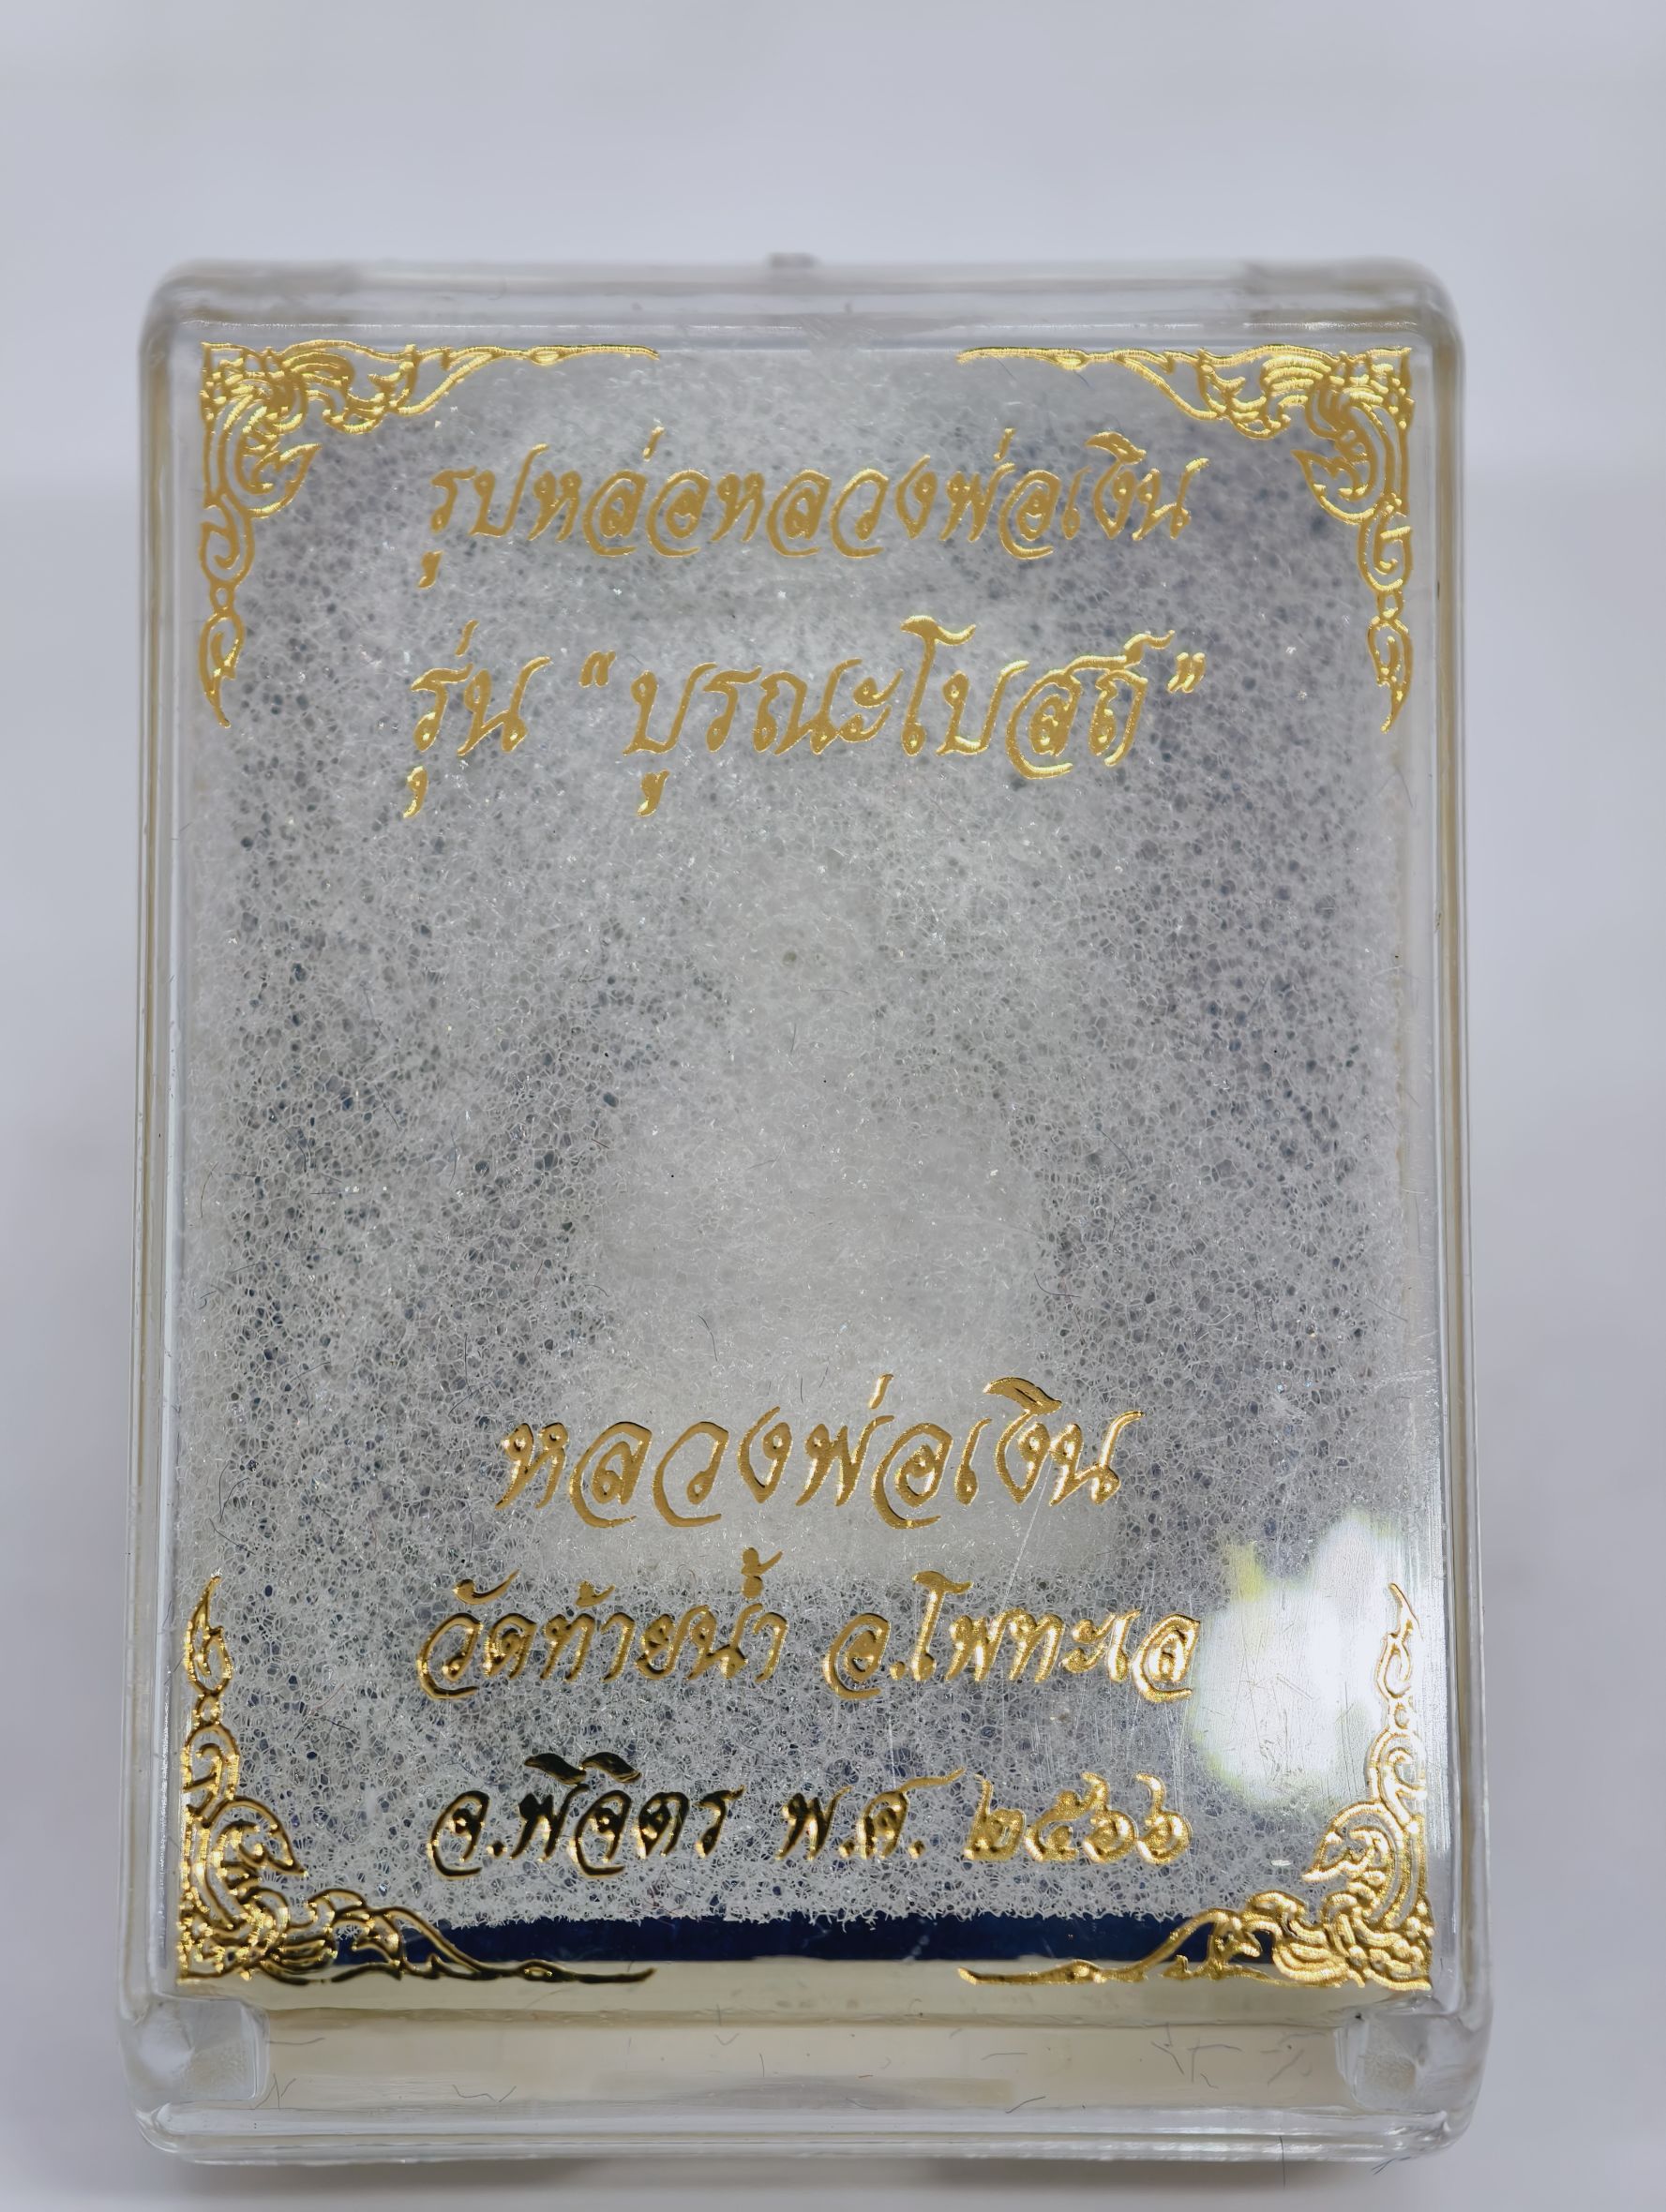 รูปหล่อหลวงพ่อเงิน
รุ่น “บูรณะโบสถ์”
หลวงพ่อเงิน
วัดท้ายน้ำ อ.โพทะเล
จ.พิจิตร พ.ศ. ๒๕๖๖